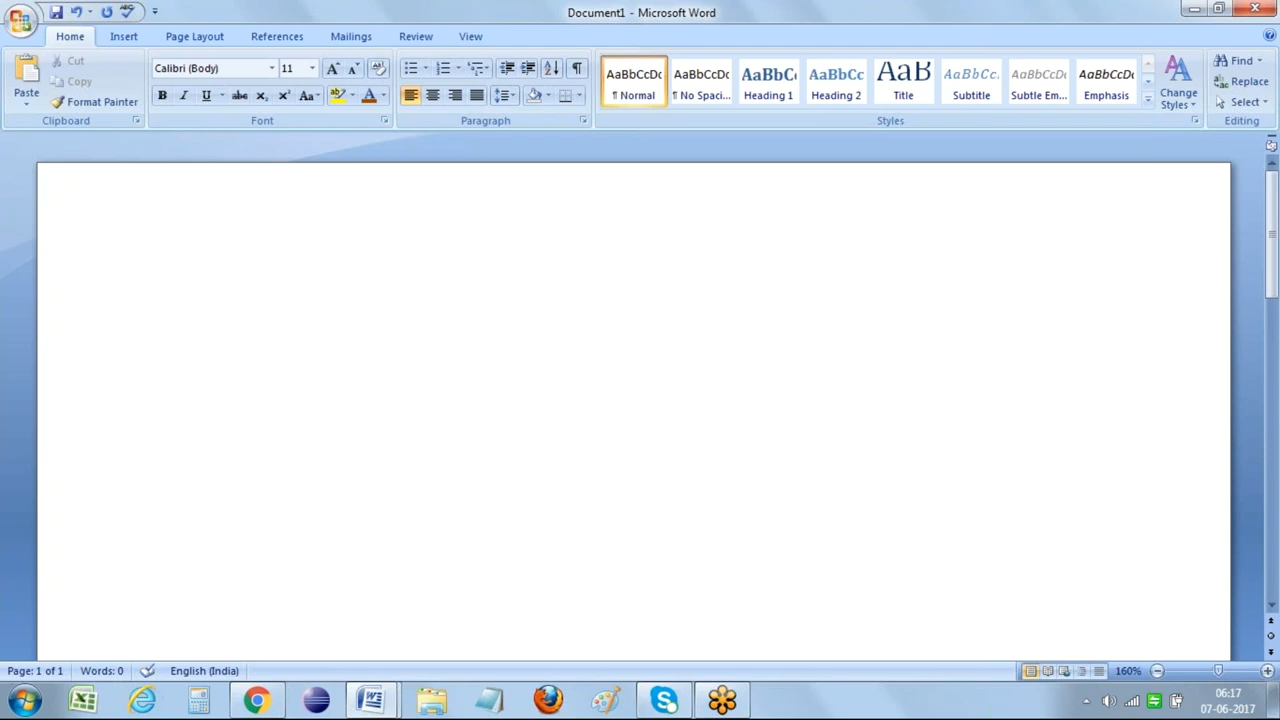 Document1 - Microsoft Word
Home Insert Page Layout References Mailings Review View
Paste
Cut
Copy
Format Painter
Clipboard
Calibri (Body) 11
Font
Paragraph
AaBbCcDc AaBbCcDc AaBbC AaBbCc AaB AaBbCc. AaBbCcDc AaBbCcDc
¶ Normal ¶ No Spaci... Heading 1 Heading 2 Title Subtitle Subtle Em... Emphasis
Change Styles
Styles
Find
Replace
Select
Editing
Page: 1 of 1 Words: 0 English (India) 160%
06:17
07-06-2017